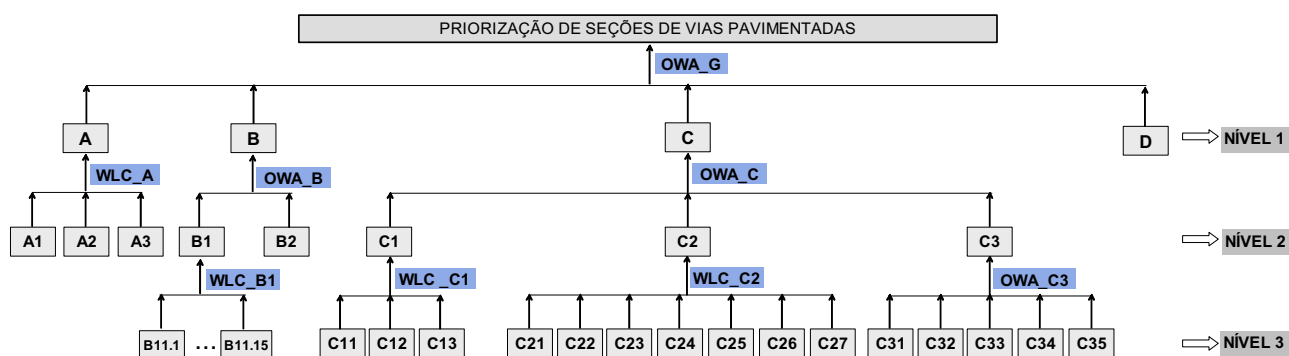 PRIORIZAÇÃO DE SEÇÕES DE VIAS PAVIMENTADAS
OWA_G
A
B
C
D
NÍVEL 1
WLC_A
OWA_B
OWA_C
A1
A2
A3
B1
B2
C1
C2
C3
NÍVEL 2
WLC_B1
WLC _C1
WLC_C2
OWA_C3
B11.1
...
B11.15
C11
C12
C13
C21
C22
C23
C24
C25
C26
C27
C31
C32
C33
C34
C35
NÍVEL 3